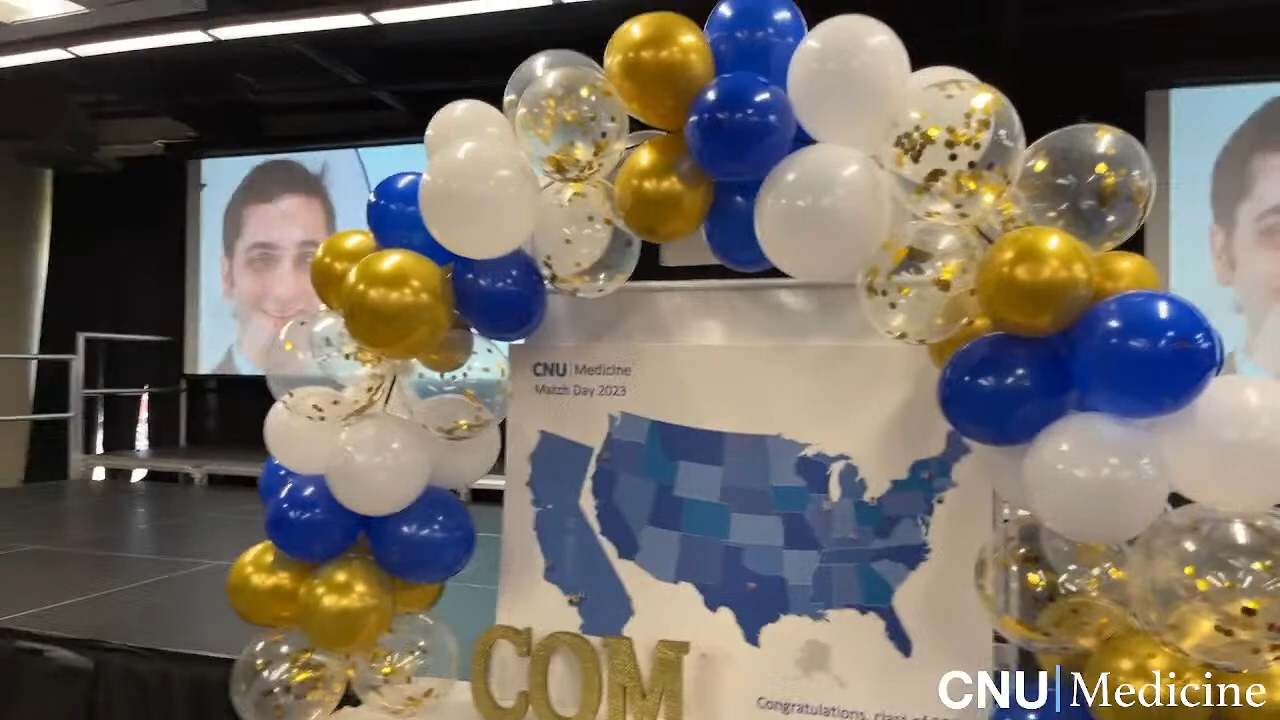 CNU | Medicine
Match Day 2023
COM
Congratulations, class of
CNU | Medicine